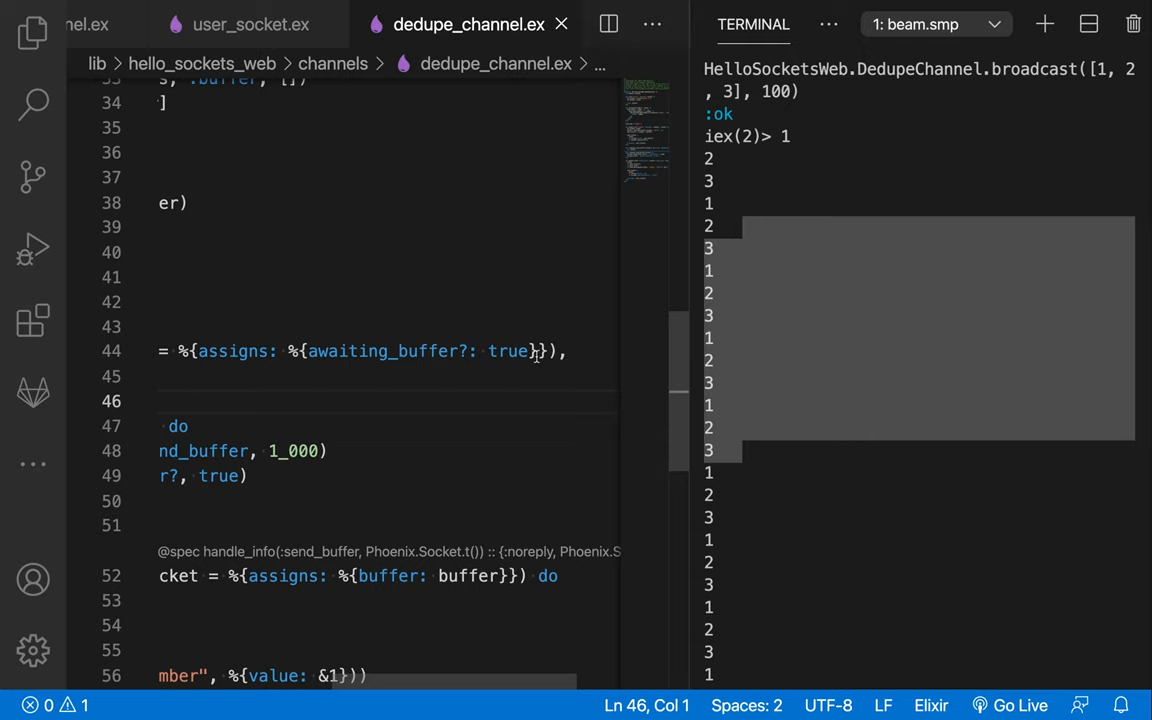 nel.ex
user_socket.ex
dedupe_channel.ex
TERMINAL
1: beam.smp
lib > hello_sockets_web > channels > dedupe_channel.ex > ...
33 s, :buffer, [])
34 ]
35
36
37
38 er)
39
40
41
42
43
44 = %{assigns: %{awaiting_buffer?: true}}),
45
46
47 do
48 nd_buffer, 1_000)
49 r?, true)
50
51
@spec handle_info(:send_buffer, Phoenix.Socket.t()) :: {:noreply, Phoenix.S
52 cket = %{assigns: %{buffer: buffer}}) do
53
54
55
56 mber", %{value: &1}))
HelloSocketsWeb.DedupeChannel.broadcast([1, 2
, 3], 100)
:ok
iex(2)> 1
2
3
1
2
3
1
2
3
1
2
3
1
2
3
1
2
3
1
2
3
1
2
3
1
0 1
Ln 46, Col 1
Spaces: 2
UTF-8
LF
Elixir
Go Live